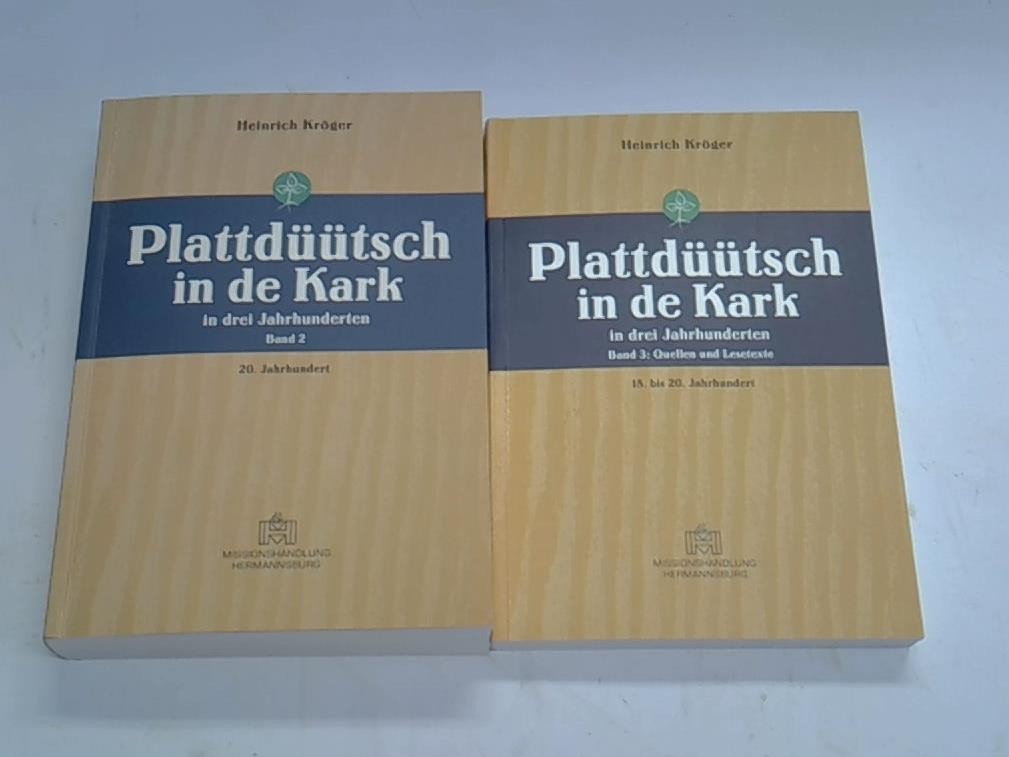 Heinrich Kröger
Plattdüütsch
in de Kark
in drei Jahrhunderten
Band 2
20. Jahrhundert
MISSIONSHANDLUNG
HERMANNSBURG
Heinrich Kröger
Plattdüütsch
in de Kark
in drei Jahrhunderten
Band 3: Quellen und Lesetexte
18. bis 20. Jahrhundert
MISSIONSHANDLUNG
HERMANNSBURG